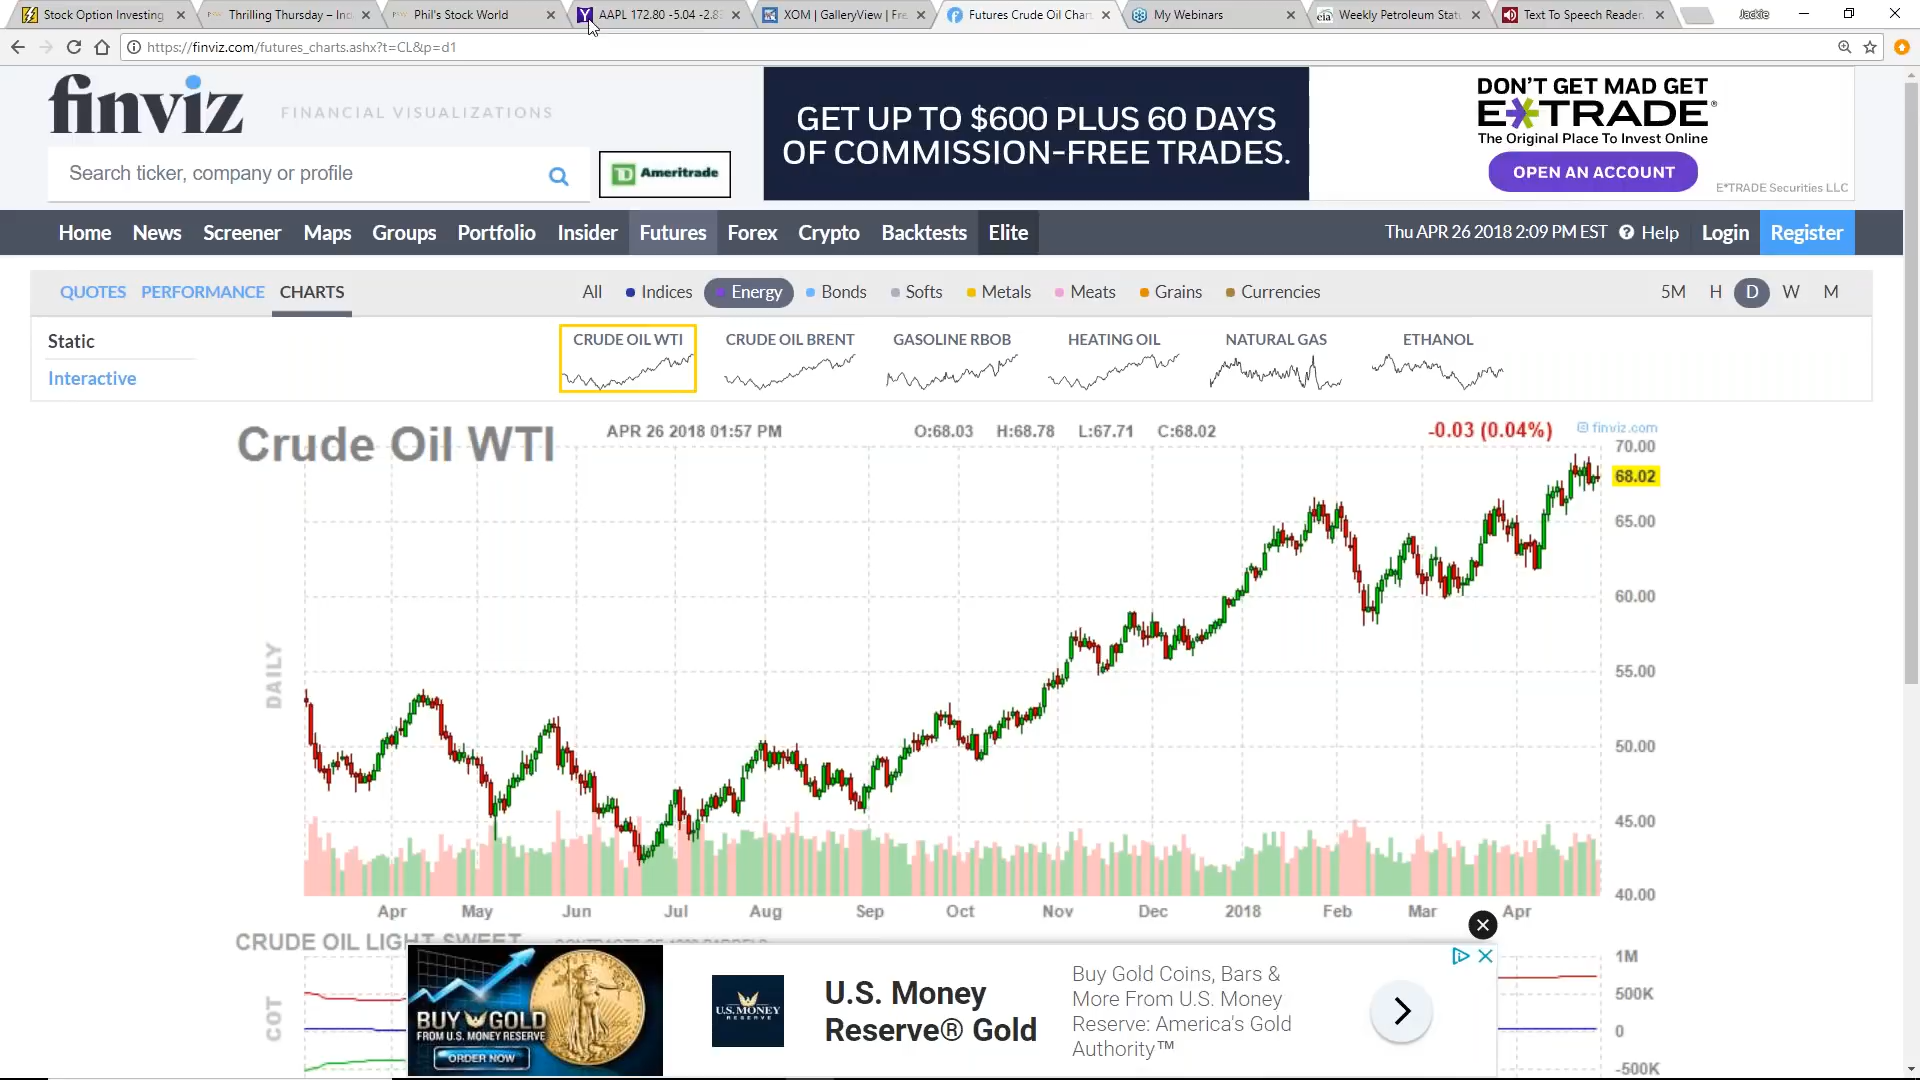 Stock Option Investing
Thrilling Thursday – In
Phil's Stock World
AAPL 172.80 -5.04 -2.8
XOM | GalleryView | Fre
Futures Crude Oil Char
My Webinars
Weekly Petroleum Stat
Text To Speech Reader
Jackie
https://finviz.com/futures_charts.ashx?t=CL&p=d1
finviz
FINANCIAL VISUALIZATIONS
Search ticker, company or profile
Ameritrade
GET UP TO $600 PLUS 60 DAYS
OF COMMISSION-FREE TRADES.
DON'T GET MAD GET
E*TRADE®
The Original Place To Invest Online
OPEN AN ACCOUNT
E*TRADE Securities LLC
Home News Screener Maps Groups Portfolio Insider Futures Forex Crypto Backtests Elite
Thu APR 26 2018 2:09 PM EST Help Login Register
QUOTES PERFORMANCE CHARTS
All Indices Energy Bonds Softs Metals Meats Grains Currencies
5M H D W M
Static
Interactive
CRUDE OIL WTI CRUDE OIL BRENT GASOLINE RBOB HEATING OIL NATURAL GAS ETHANOL
Crude Oil WTI
APR 26 2018 01:57 PM O:68.03 H:68.78 L:67.71 C:68.02
-0.03 (0.04%)
© finviz.com
70.00
68.02
65.00
60.00
55.00
50.00
45.00
40.00
DAILY
Apr May Jun Jul Aug Sep Oct Nov Dec 2018 Feb Mar Apr
CRUDE OIL LIGHT SWEET
COT
1M
500K
0
-500K
BUY GOLD
FROM U.S. MONEY RESERVE
ORDER NOW
U.S. MONEY
RESERVE
U.S. Money
Reserve® Gold
Buy Gold Coins, Bars &
More From U.S. Money
Reserve: America's Gold
Authority™